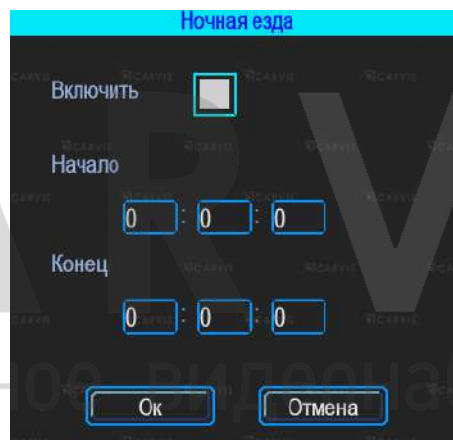 Ночная езда
Включить
Начало
0 : 0 : 0
Конец
0 : 0 : 0
Ок Отмена